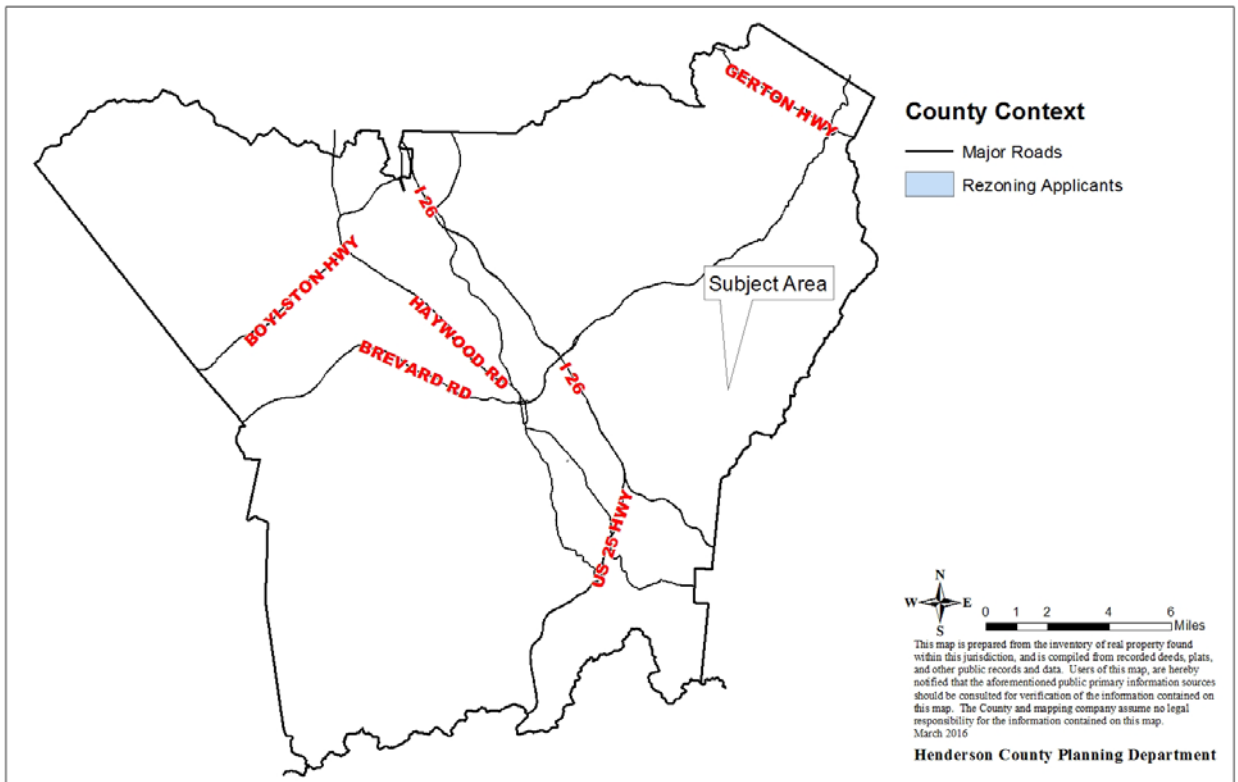 GERTON HWY
I 26
BOYLSTON HWY
HAYWOOD RD
BREVARD RD
I 26
US 25 HWY
Subject Area
County Context
Major Roads
Rezoning Applicants
N
W E
S
0 1 2 4 6
Miles
This map is prepared from the inventory of real property found
within this jurisdiction, and is compiled from recorded deeds, plats,
and other public records and data. Users of this map, are hereby
notified that the aforementioned public primary information sources
should be consulted for verification of the information contained on
this map. The County and mapping company assume no legal
responsibility for the information contained on this map.
March 2016
Henderson County Planning Department